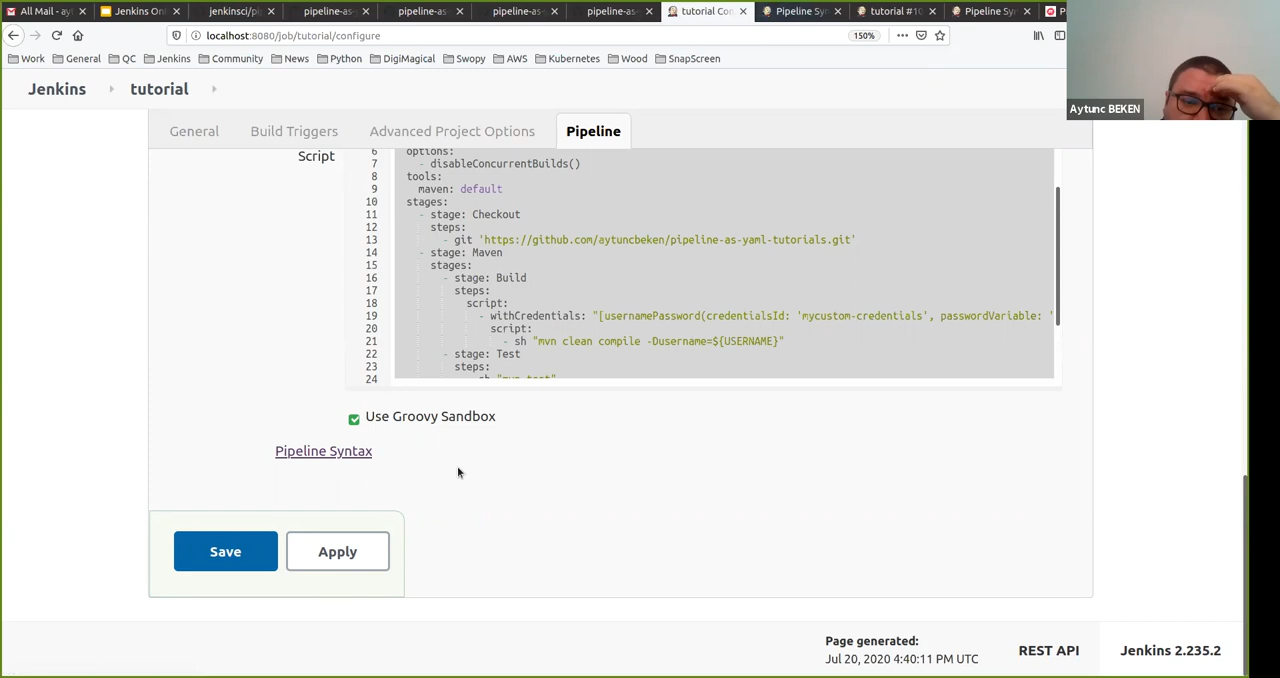 All Mail - ay
Jenkins On
jenkinsci/pi
pipeline-as
pipeline-as
pipeline-as
pipeline-as
tutorial Con
Pipeline Sy
tutorial #10
Pipeline Sy
localhost:8080/job/tutorial/configure
150%
Work General QC Jenkins Community News Python DigiMagical Swopy AWS Kubernetes Wood SnapScreen
Aytunc BEKEN
Jenkins tutorial
General Build Triggers Advanced Project Options Pipeline
Script
6 options:
7 - disableConcurrentBuilds()
8 tools:
9 maven: default
10 stages:
11 - stage: Checkout
12 steps:
13 - git 'https://github.com/aytuncbeken/pipeline-as-yaml-tutorials.git'
14 - stage: Maven
15 stages:
16 - stage: Build
17 steps:
18 script:
19 - withCredentials: "[usernamePassword(credentialsId: 'mycustom-credentials', passwordVariable: '
20 script:
21 - sh "mvn clean compile -Dusername=${USERNAME}"
22 - stage: Test
23 steps:
24 - sh "mvn test"
Use Groovy Sandbox
Pipeline Syntax
Save Apply
Page generated:
Jul 20, 2020 4:40:11 PM UTC
REST API
Jenkins 2.235.2